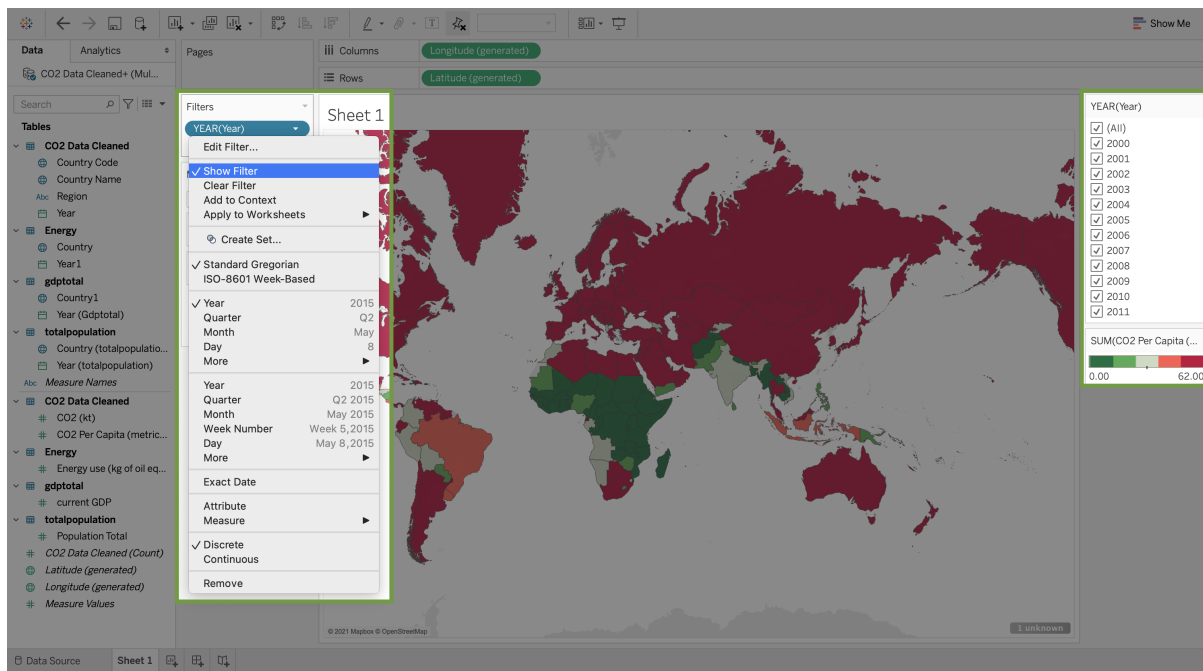 Show Me
Data
Analytics
Pages
Columns
Longitude (generated)
CO2 Data Cleaned+ (Mul...
Rows
Latitude (generated)
Search
Tables
CO2 Data Cleaned
Country Code
Country Name
Abc Region
Year
Energy
Country
Year1
gdptotal
Country1
Year (Gdptotal)
totalpopulation
Country (totalpopulatio...
Year (totalpopulation)
Abc Measure Names
CO2 Data Cleaned
# CO2 (kt)
# CO2 Per Capita (metric...
Energy
# Energy use (kg of oil eq...
gdptotal
# current GDP
totalpopulation
# Population Total
# CO2 Data Cleaned (Count)
Latitude (generated)
Longitude (generated)
# Measure Values
Filters
YEAR(Year)
Edit Filter...
Show Filter
Clear Filter
Add to Context
Apply to Worksheets
Create Set...
Standard Gregorian
ISO-8601 Week-Based
Year 2015
Quarter Q2
Month May
Day 8
More
Year 2015
Quarter Q2 2015
Month May 2015
Week Number Week 5,2015
Day May 8,2015
More
Exact Date
Attribute
Measure
Discrete
Continuous
Remove
Sheet 1
© 2021 Mapbox © OpenStreetMap
1 unknown
YEAR(Year)
(All)
2000
2001
2002
2003
2004
2005
2006
2007
2008
2009
2010
2011
SUM(CO2 Per Capita (...
0.00 62.00
Data Source
Sheet 1